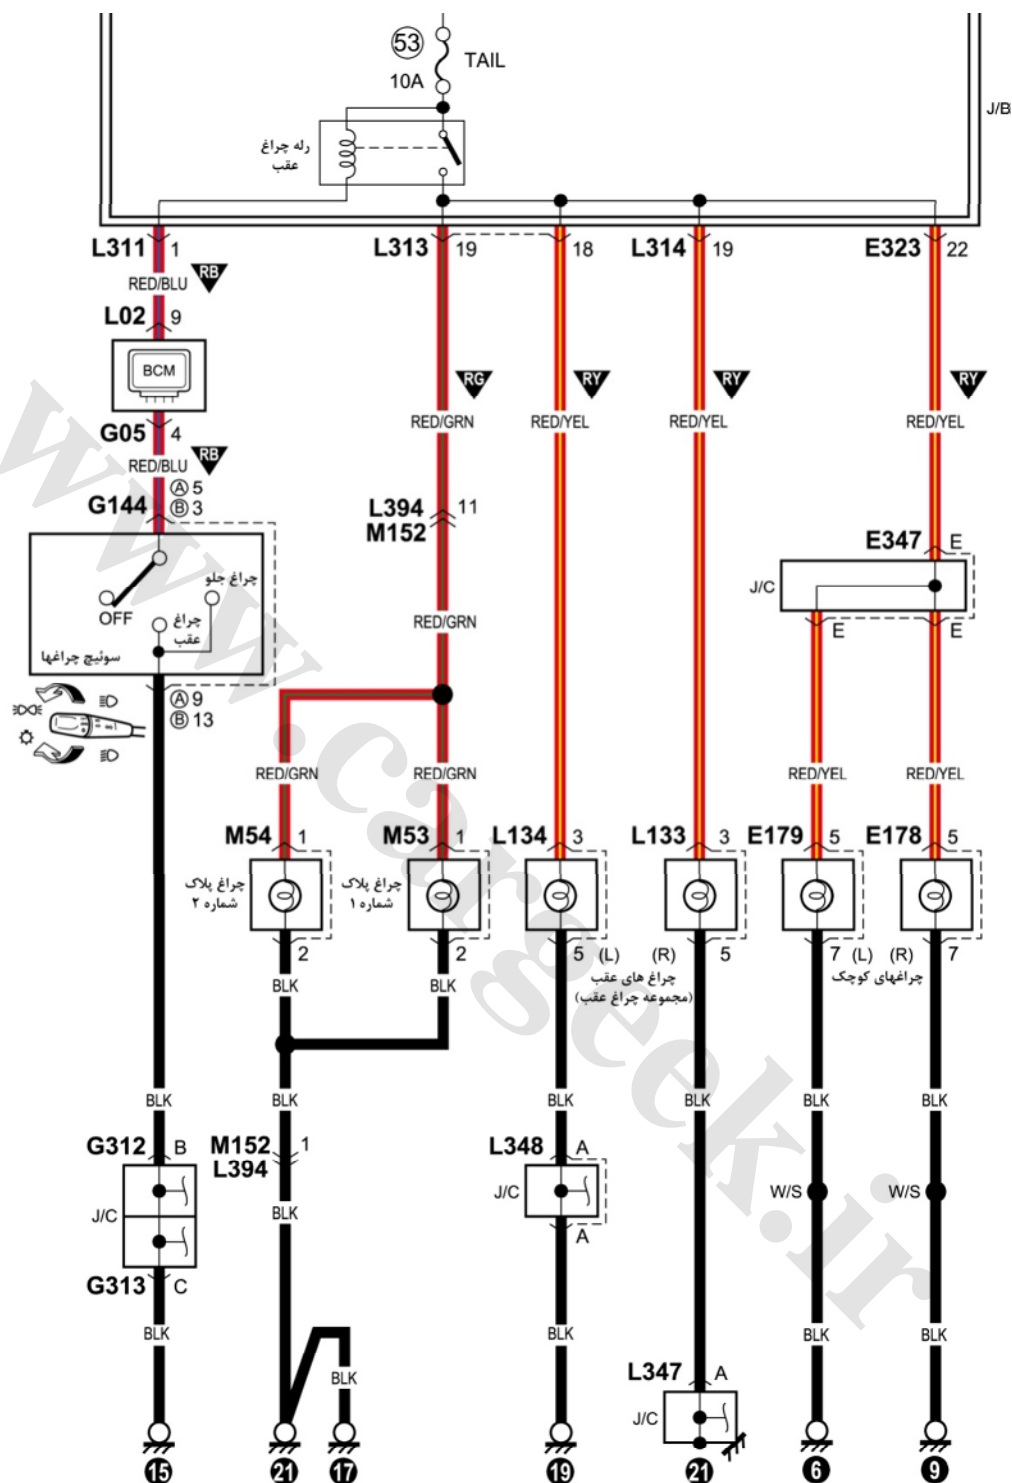 53
TAIL
10A
J/B
رله چراغ
عقب
L311 1
L313 19
18
L314 19
E323 22
RED/BLU RB
L02 9
BCM
RG
RY
RY
RY
RED/GRN
RED/YEL
RED/YEL
RED/YEL
G05 4
RED/BLU RB
A 5
G144 B 3
L394 11
M152
E347 E
J/C
E
E
چراغ جلو
OFF
چراغ
عقب
سوئیچ چراغها
RED/GRN
A 9
B 13
RED/GRN
RED/GRN
RED/YEL
RED/YEL
M54 1
M53 1
L134 3
L133 3
E179 5
E178 5
چراغ پلاک
شماره ۲
چراغ پلاک
شماره ۱
2
2
5 (L)
(R) 5
7 (L)
(R) 7
چراغ های عقب
(مجموعه چراغ عقب)
چراغهای کوچک
BLK
BLK
BLK
BLK
BLK
BLK
BLK
BLK
G312 B
M152 1
L394
L348 A
J/C
J/C
W/S
W/S
BLK
A
G313 C
BLK
BLK
BLK
BLK
BLK
L347 A
J/C
15
21
17
19
21
6
9
www.cargeek.ir